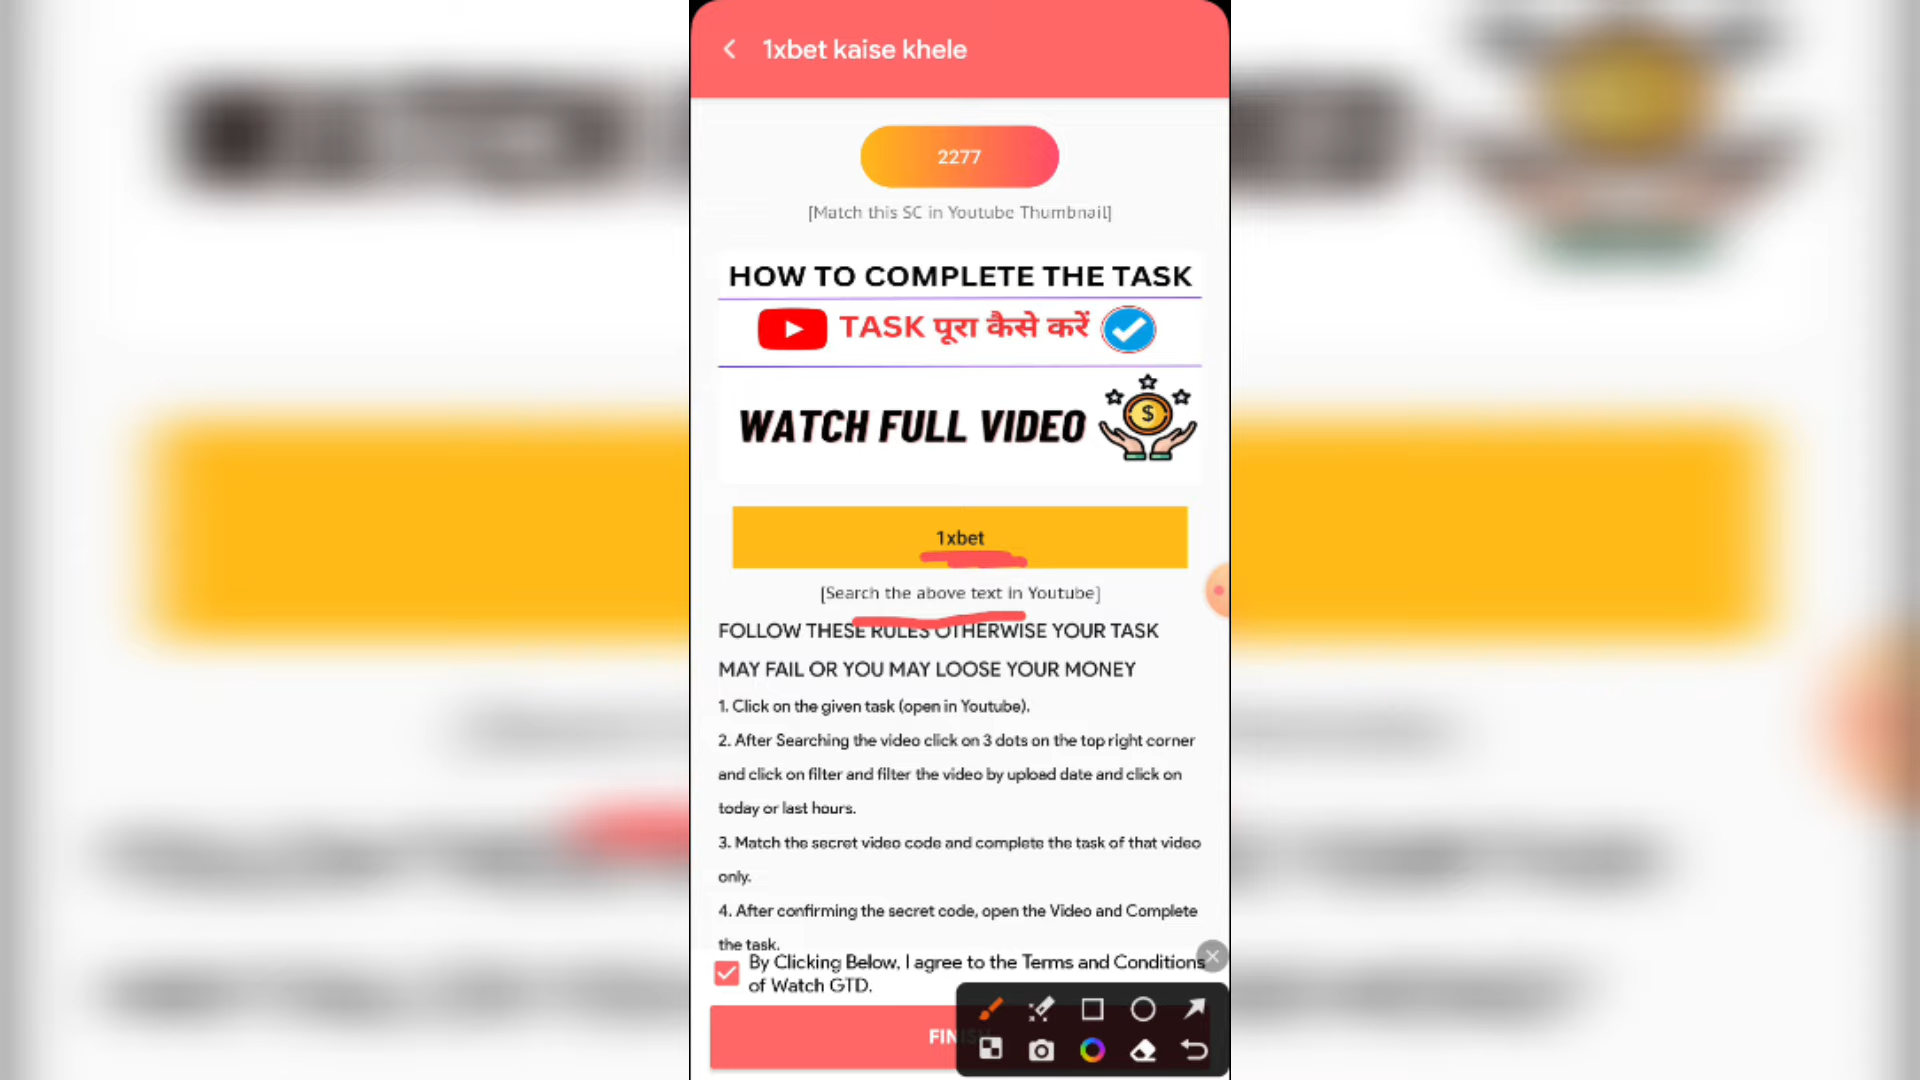 1xbet kaise khele
2277
[Match this SC in Youtube Thumbnail]
HOW TO COMPLETE THE TASK
TASK पूरा कैसे करें
$
WATCH FULL VIDEO
1xbet
[Search the above text in Youtube]
FOLLOW THESE RULES OTHERWISE YOUR TASK
MAY FAIL OR YOU MAY LOOSE YOUR MONEY
1. Click on the given task (open in Youtube).
2. After Searching the video click on 3 dots on the top right corner
and click on filter and filter the video by upload date and click on
today or last hours.
3. Match the secret video code and complete the task of that video
only.
4. After confirming the secret code, open the Video and Complete
the task.
By Clicking Below, I agree to the Terms and Conditions
of Watch GTD.
FINISH